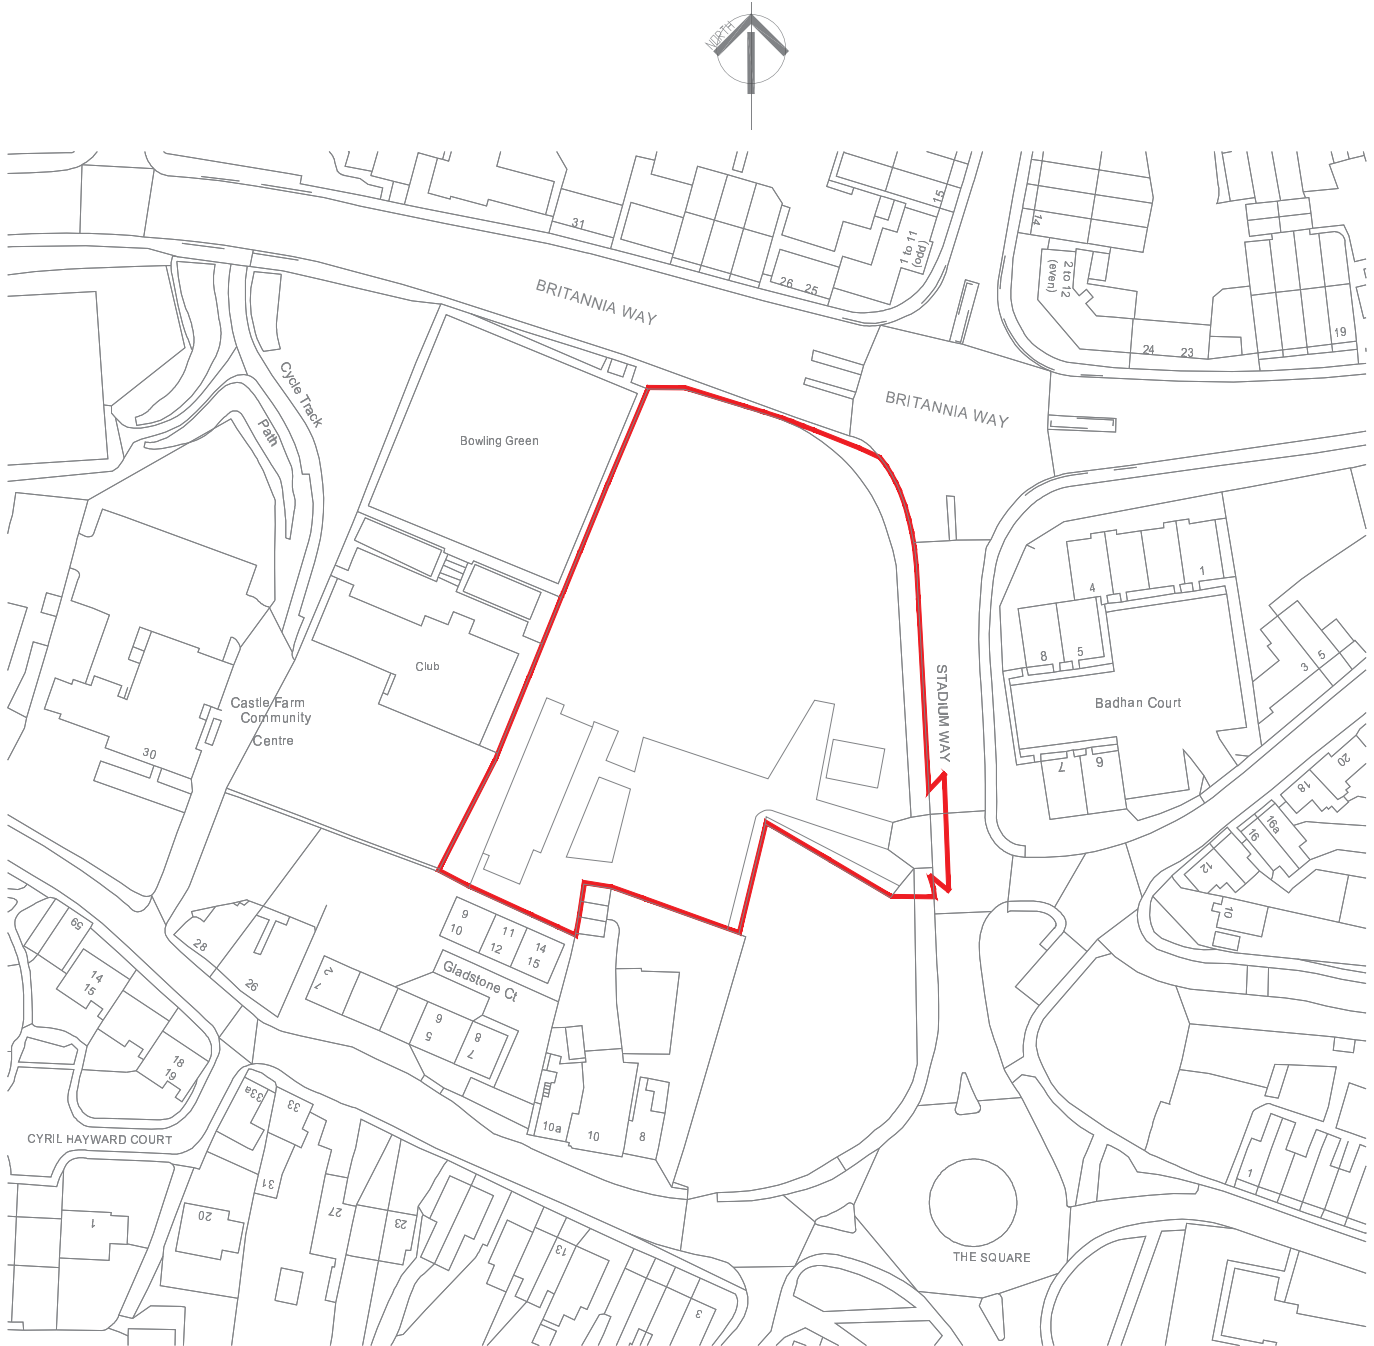 NORTH
31
15
1 to 11
(odd)
26
25
14
2 to 12
(even)
24
23
19
BRITANNIA WAY
BRITANNIA WAY
Cycle Track
Path
Bowling Green
Club
Castle Farm
Community
Centre
30
STADIUM WAY
4
1
8
5
Badhan Court
7
6
3
5
20
18
16a
16
12
10
9
10
11
12
14
15
Gladstone Ct
2
7
6
5
8
7
28
26
59
14
15
18
19
CYRIL HAYWARD COURT
33a
33
31
27
23
20
1
13
3
10a
10
8
1
THE SQUARE